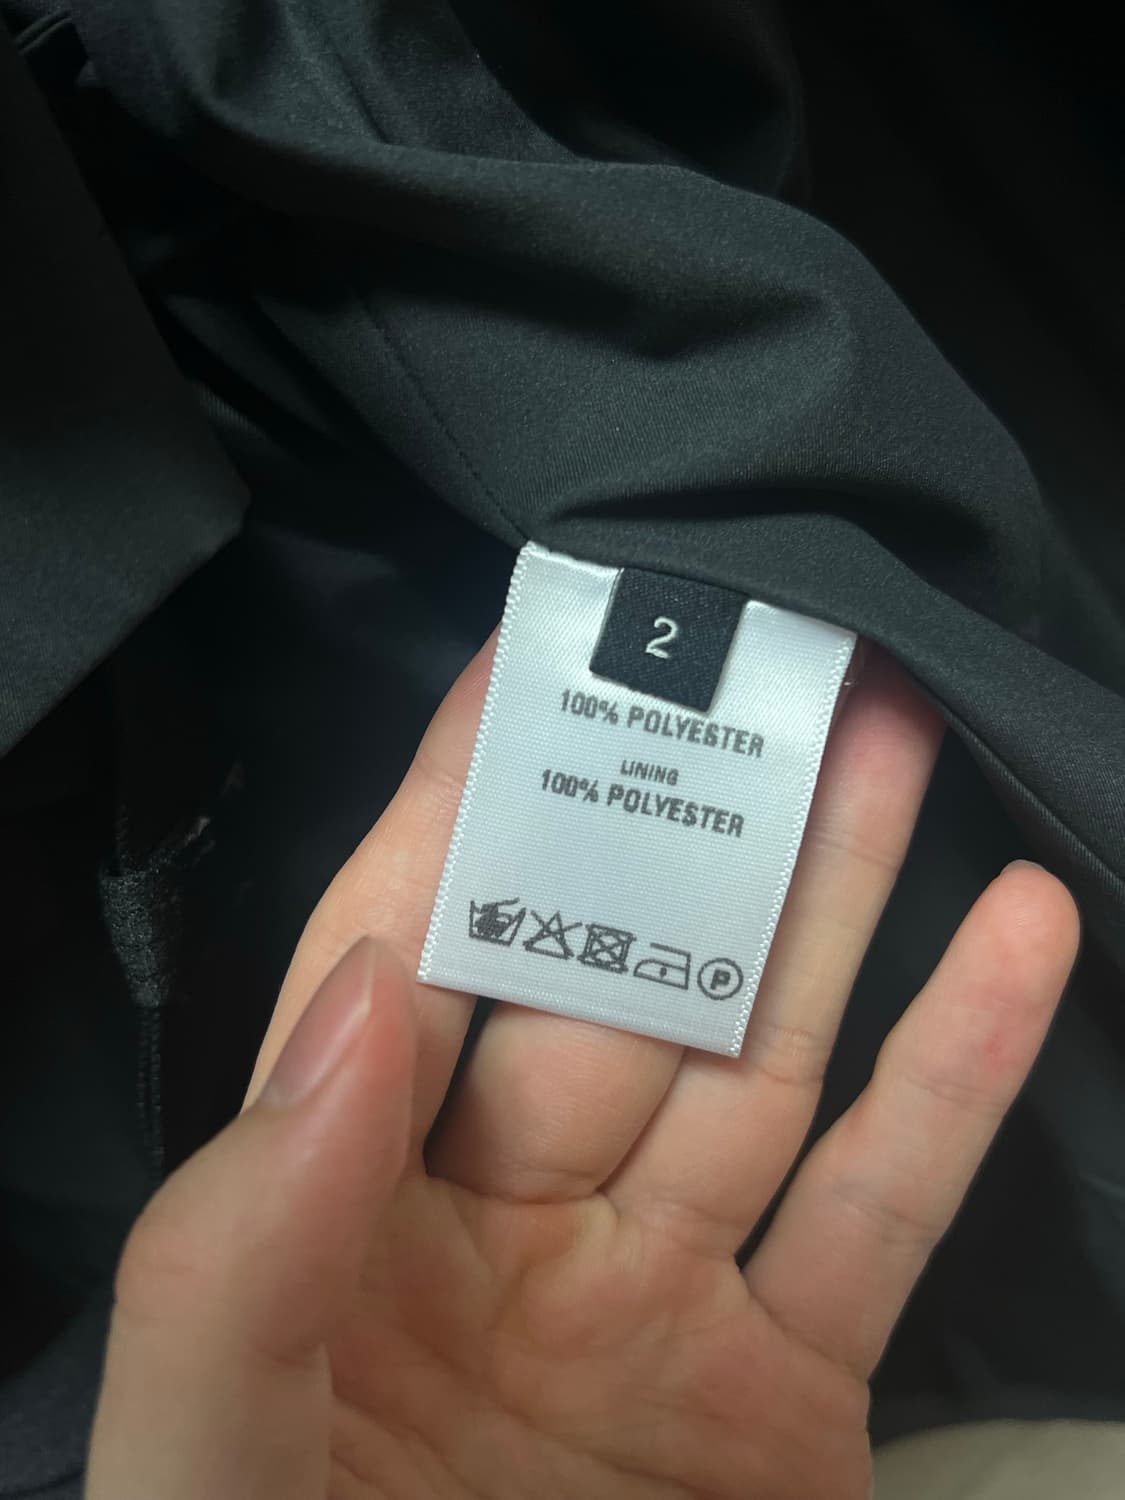 2
100% POLYESTER
LINING
100% POLYESTER
P